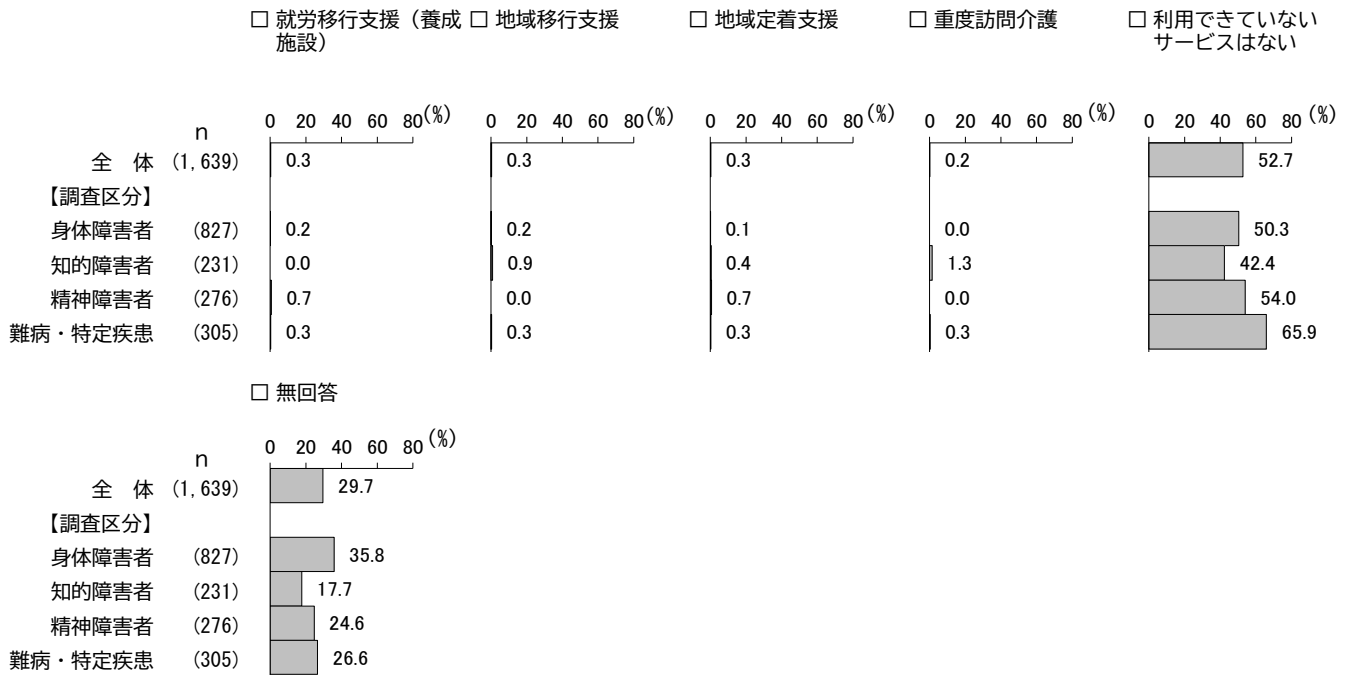 □ 就労移行支援（養成施設）
□ 地域移行支援
□ 地域定着支援
□ 重度訪問介護
□ 利用できていないサービスはない
n 0 20 40 60 80 (%) 0 20 40 60 80 (%) 0 20 40 60 80 (%) 0 20 40 60 80 (%) 0 20 40 60 80 (%)
全　体 (1,639) 0.3 0.3 0.3 0.2 52.7
【調査区分】
身体障害者 (827) 0.2 0.2 0.1 0.0 50.3
知的障害者 (231) 0.0 0.9 0.4 1.3 42.4
精神障害者 (276) 0.7 0.0 0.7 0.0 54.0
難病・特定疾患 (305) 0.3 0.3 0.3 0.3 65.9
□ 無回答
n 0 20 40 60 80 (%)
全　体 (1,639) 29.7
【調査区分】
身体障害者 (827) 35.8
知的障害者 (231) 17.7
精神障害者 (276) 24.6
難病・特定疾患 (305) 26.6